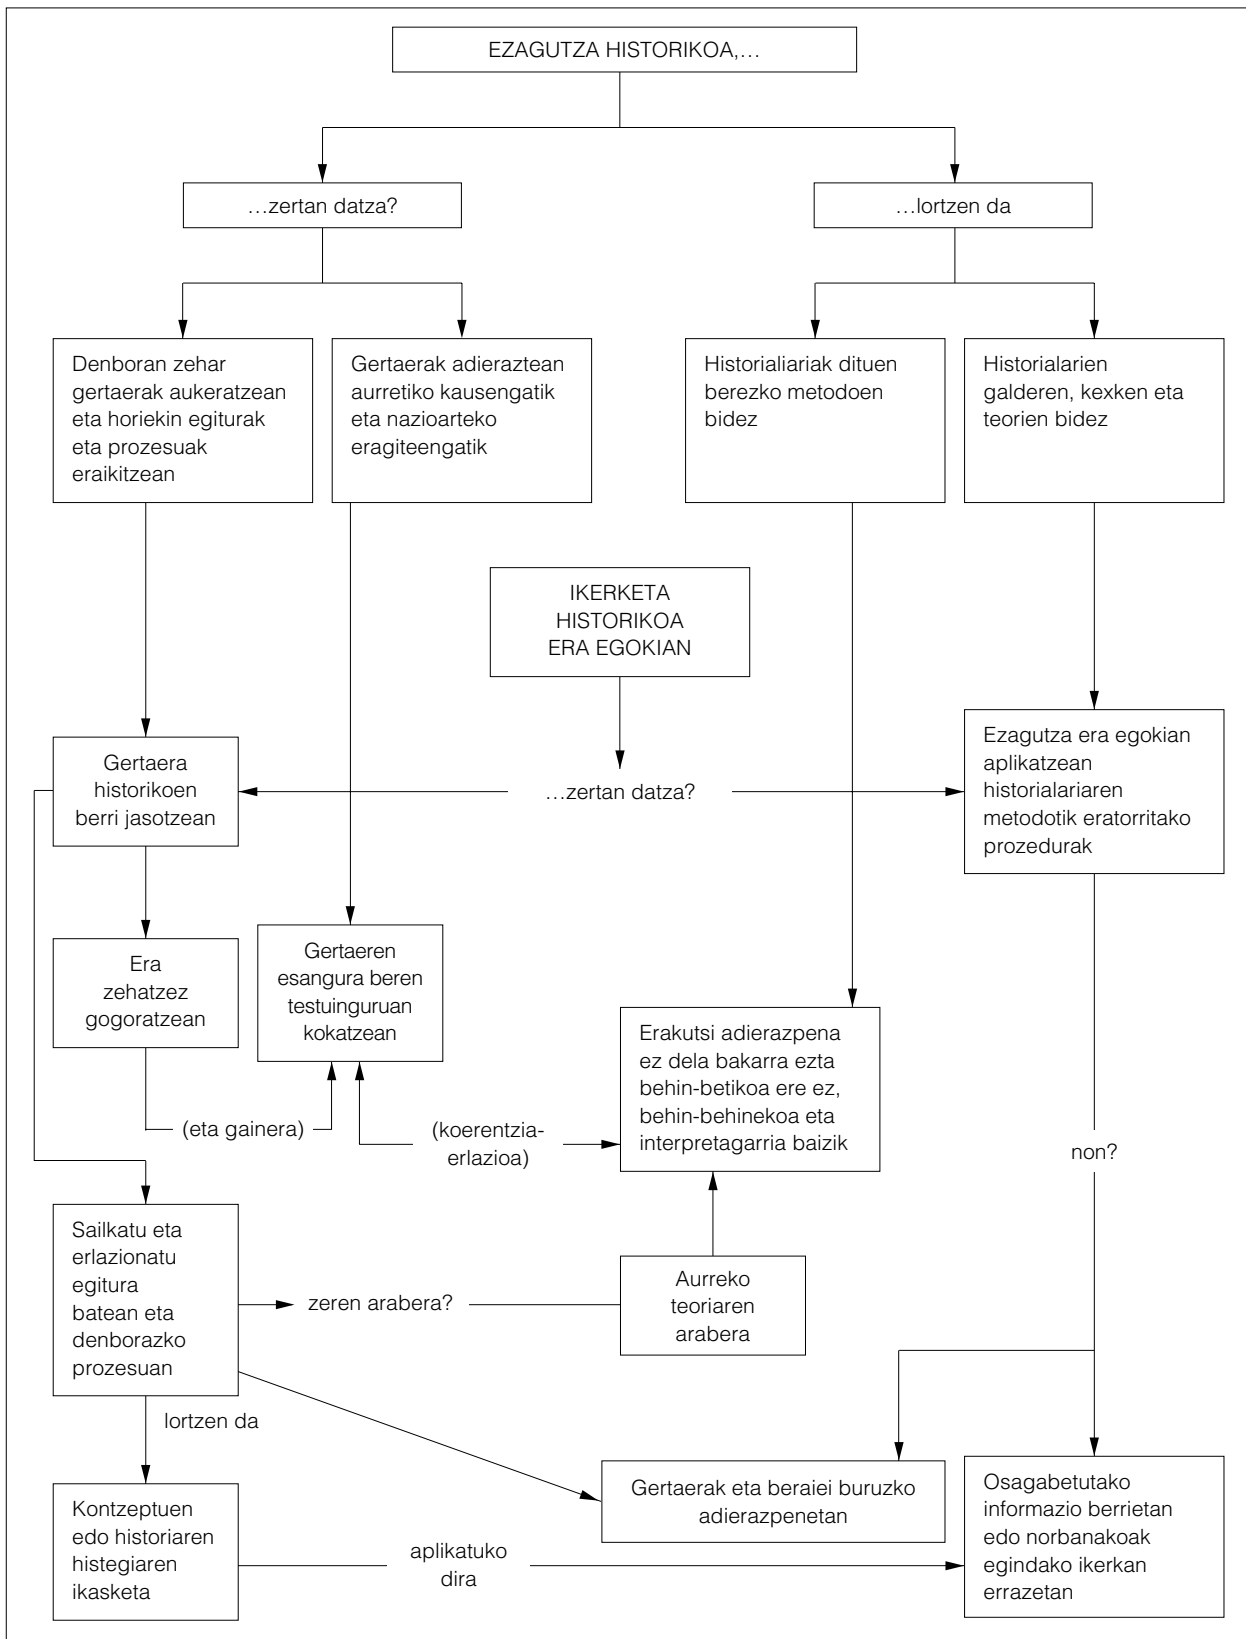 EZAGUTZA HISTORIKOA,…
…zertan datza?
…lortzen da
Denboran zehar
gertaerak aukeratzean
eta horiekin egiturak
eta prozesuak
eraikitzean
Gertaerak adieraztean
aurretiko kausengatik
eta nazioarteko
eragiteengatik
Historialiariak dituen
berezko metodoen
bidez
Historialarien
galderen, kexken eta
teorien bidez
IKERKETA
HISTORIKOA
ERA EGOKIAN
Gertaera
historikoen
berri jasotzean
…zertan datza?
Ezagutza era egokian
aplikatzean
historialariaren
metodotik eratorritako
prozedurak
Era
zehatzez
gogoratzean
Gertaeren
esangura beren
testuinguruan
kokatzean
Erakutsi adierazpena
ez dela bakarra ezta
behin-betikoa ere ez,
behin-behinekoa eta
interpretagarria baizik
(eta gainera)
(koerentzia-
erlazioa)
non?
Sailkatu eta
erlazionatu
egitura
batean eta
denborazko
prozesuan
zeren arabera?
Aurreko
teoriaren
arabera
lortzen da
Gertaerak eta beraiei buruzko
adierazpenetan
Osagabetutako
informazio berrietan
edo norbanakoak
egindako ikerkan
errazetan
Kontzeptuen
edo historiaren
histegiaren
ikasketa
aplikatuko
dira